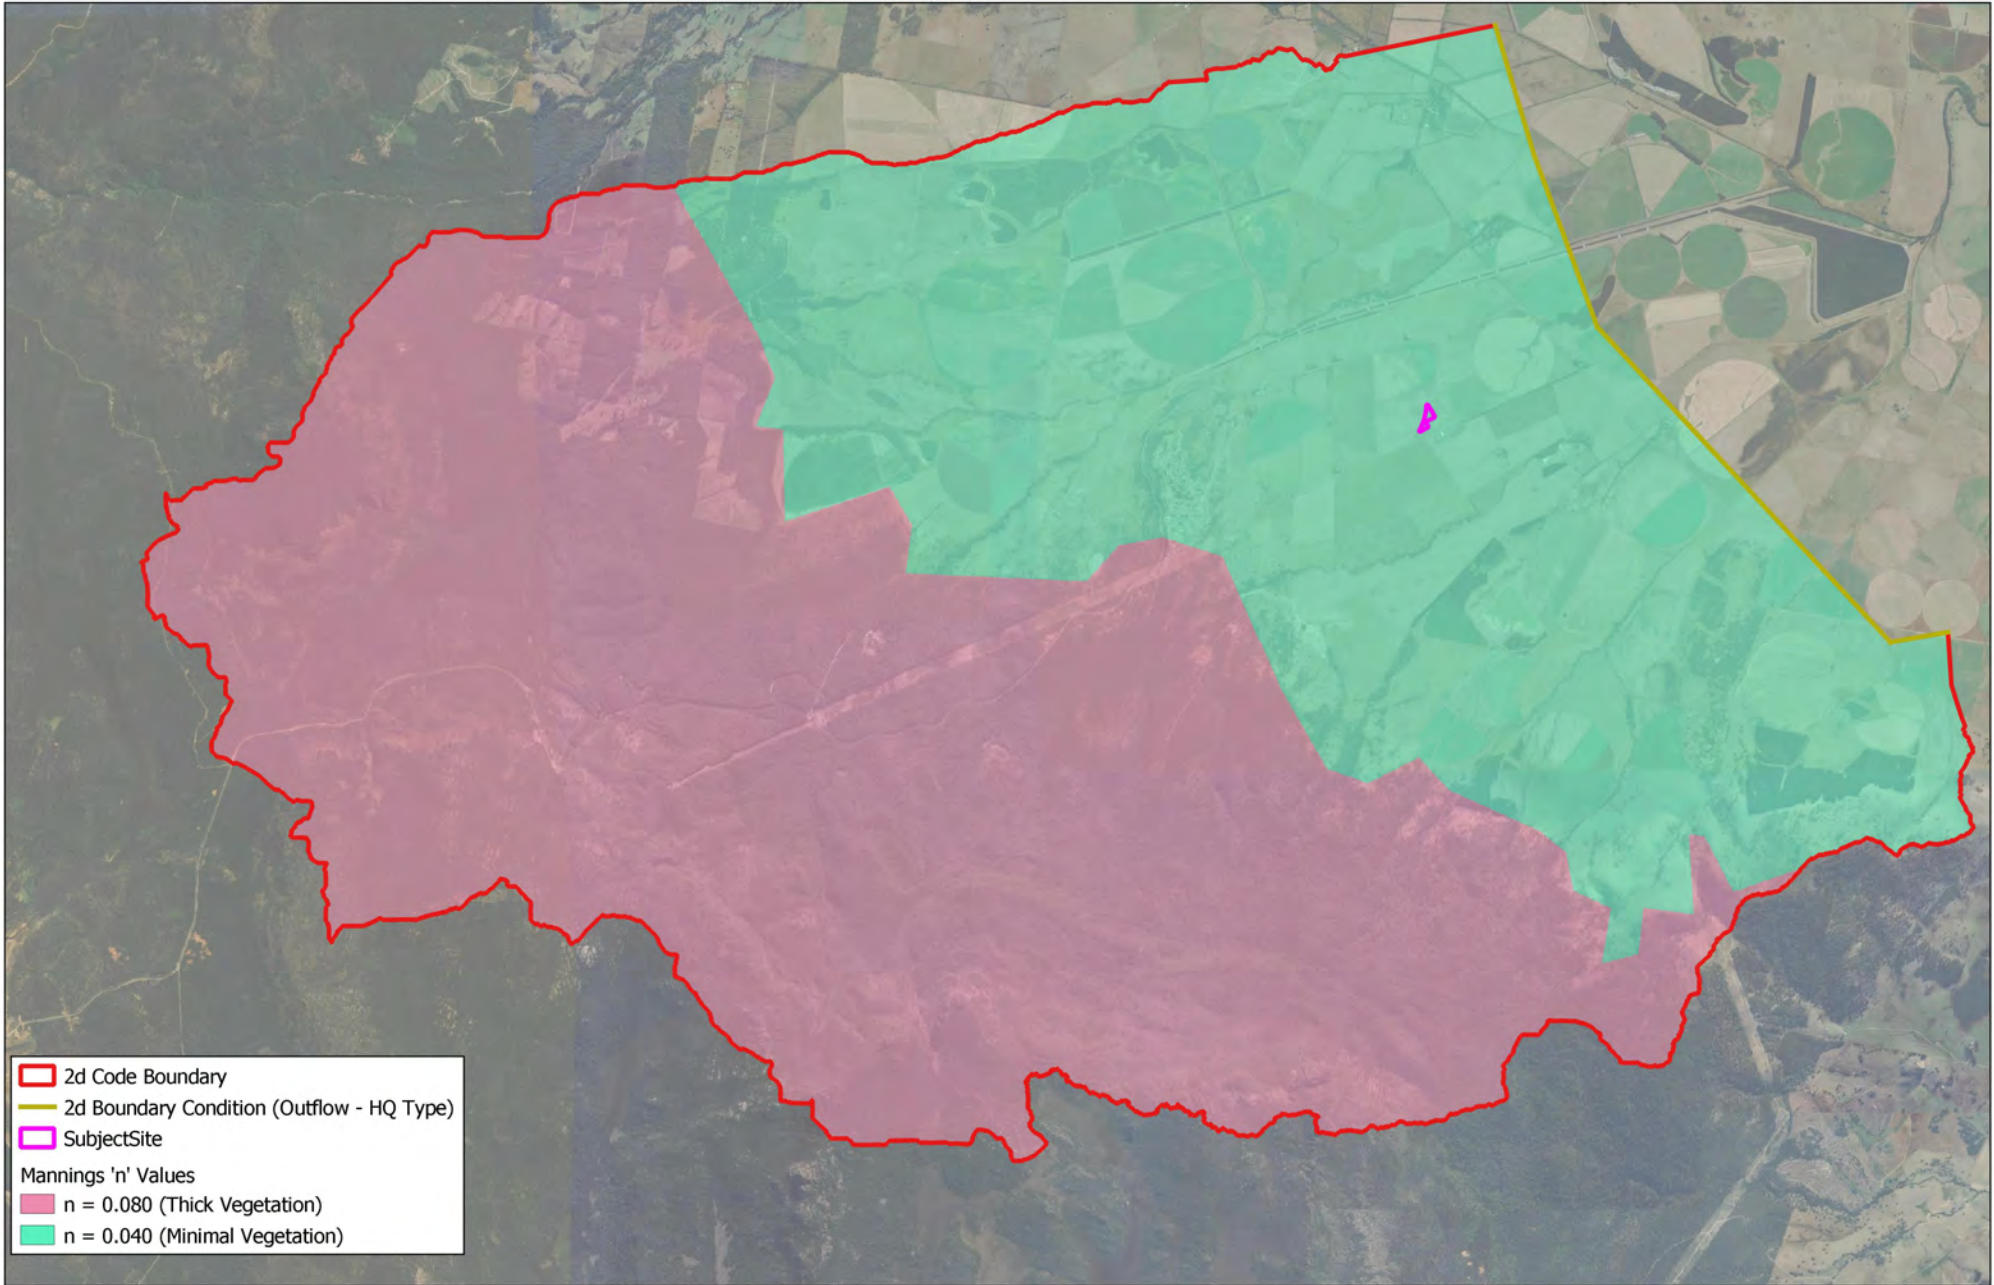 2d Code Boundary
2d Boundary Condition (Outflow - HQ Type)
SubjectSite
Mannings 'n' Values
n = 0.080 (Thick Vegetation)
n = 0.040 (Minimal Vegetation)